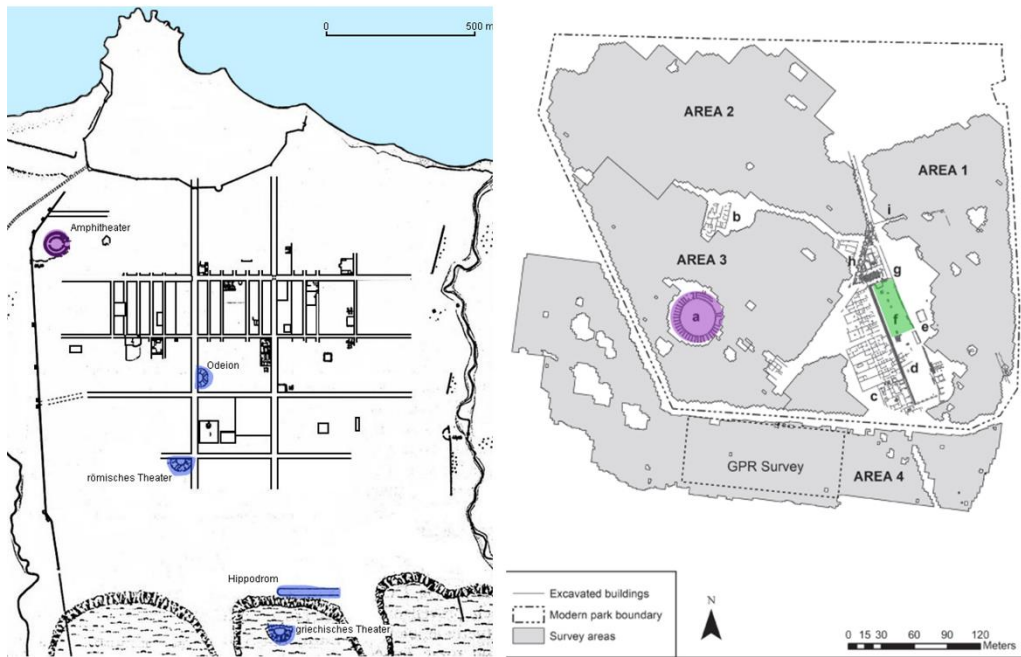 0 500 m
Amphitheater
Odeion
römisches Theater
Hippodrom
griechisches Theater
AREA 2
AREA 1
i
b
h
AREA 3
g
a
f
e
d
c
GPR Survey
AREA 4
Excavated buildings
Modern park boundary
Survey areas
N
0 15 30 60 90 120
Meters